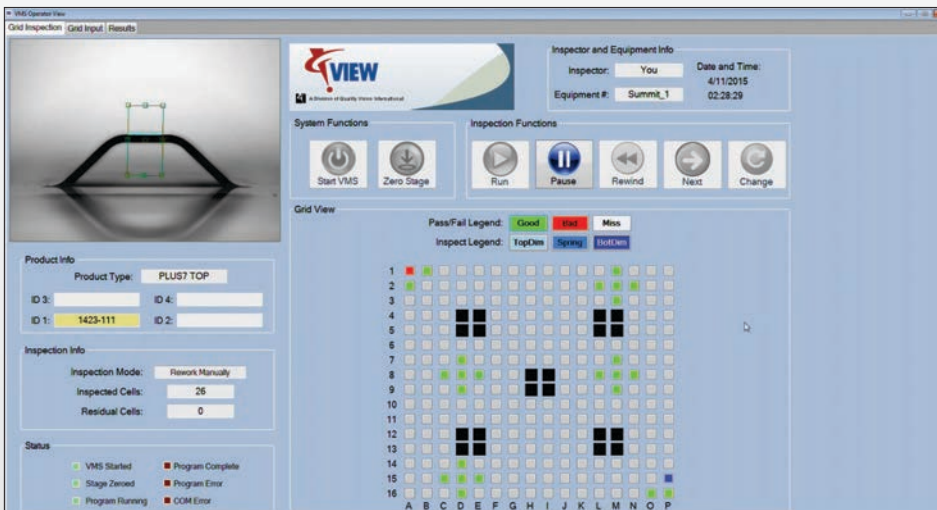 VMS Operator View
Grid Inspection Grid Input Results
VIEW
A Division of Quality Vision International
Inspector and Equipment Info
Inspector: You
Equipment #: Summit_1
Date and Time:
4/11/2015
02:28:29
System Functions
Start VMS Zero Stage
Inspection Functions
Run Pause Rewind Next Change
Grid View
Pass/Fail Legend: Good Bad Miss
Inspect Legend: TopDim Spring BotDim
Product Info
Product Type: PLUS7 TOP
ID 3: ID 4:
ID 1: 1423-111 ID 2:
Inspection Info
Inspection Mode: Rework Manually
Inspected Cells: 26
Residual Cells: 0
Status
VMS Started Program Complete
Stage Zeroed Program Error
Program Running COM Error
1
2
3
4
5
6
7
8
9
10
11
12
13
14
15
16
A B C D E F G H I J K L M N O P